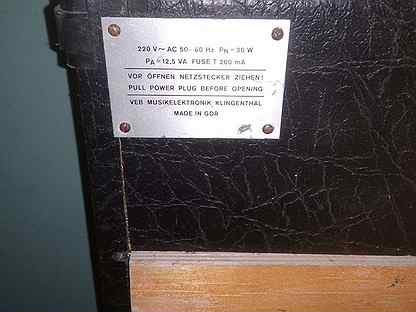 220 V~ AC 50-60 Hz PN=30 W
PA=12,5 VA FUSE T 200 mA
VOR ÖFFNEN NETZSTECKER ZIEHEN!
PULL POWER PLUG BEFORE OPENING
VEB MUSIKELEKTRONIK KLINGENTHAL
MADE IN GDR